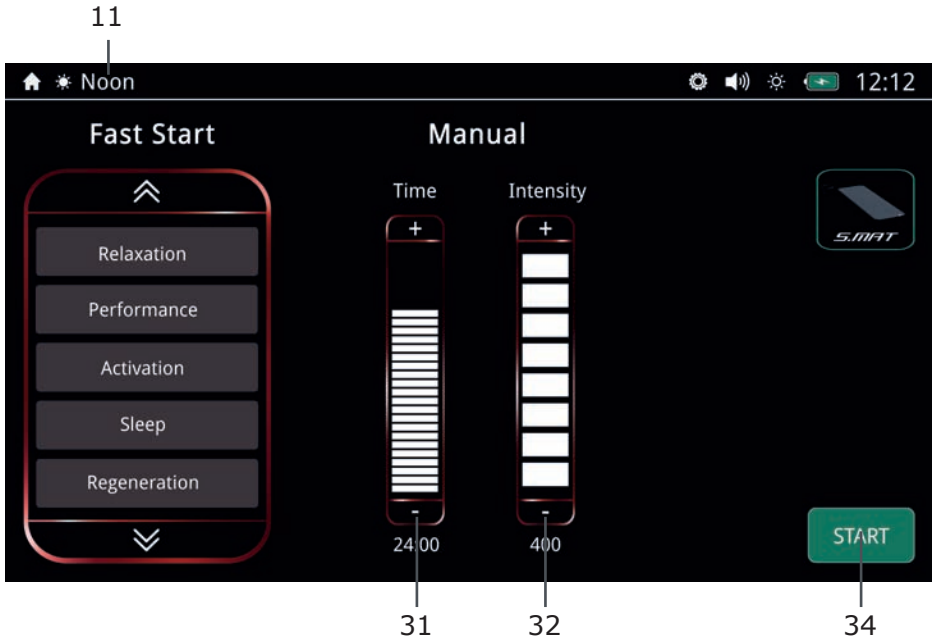 11
Noon
12:12
Fast Start
Manual
Relaxation
Performance
Activation
Sleep
Regeneration
Time
+
-
24:00
Intensity
+
-
400
S.MAT
START
31
32
34